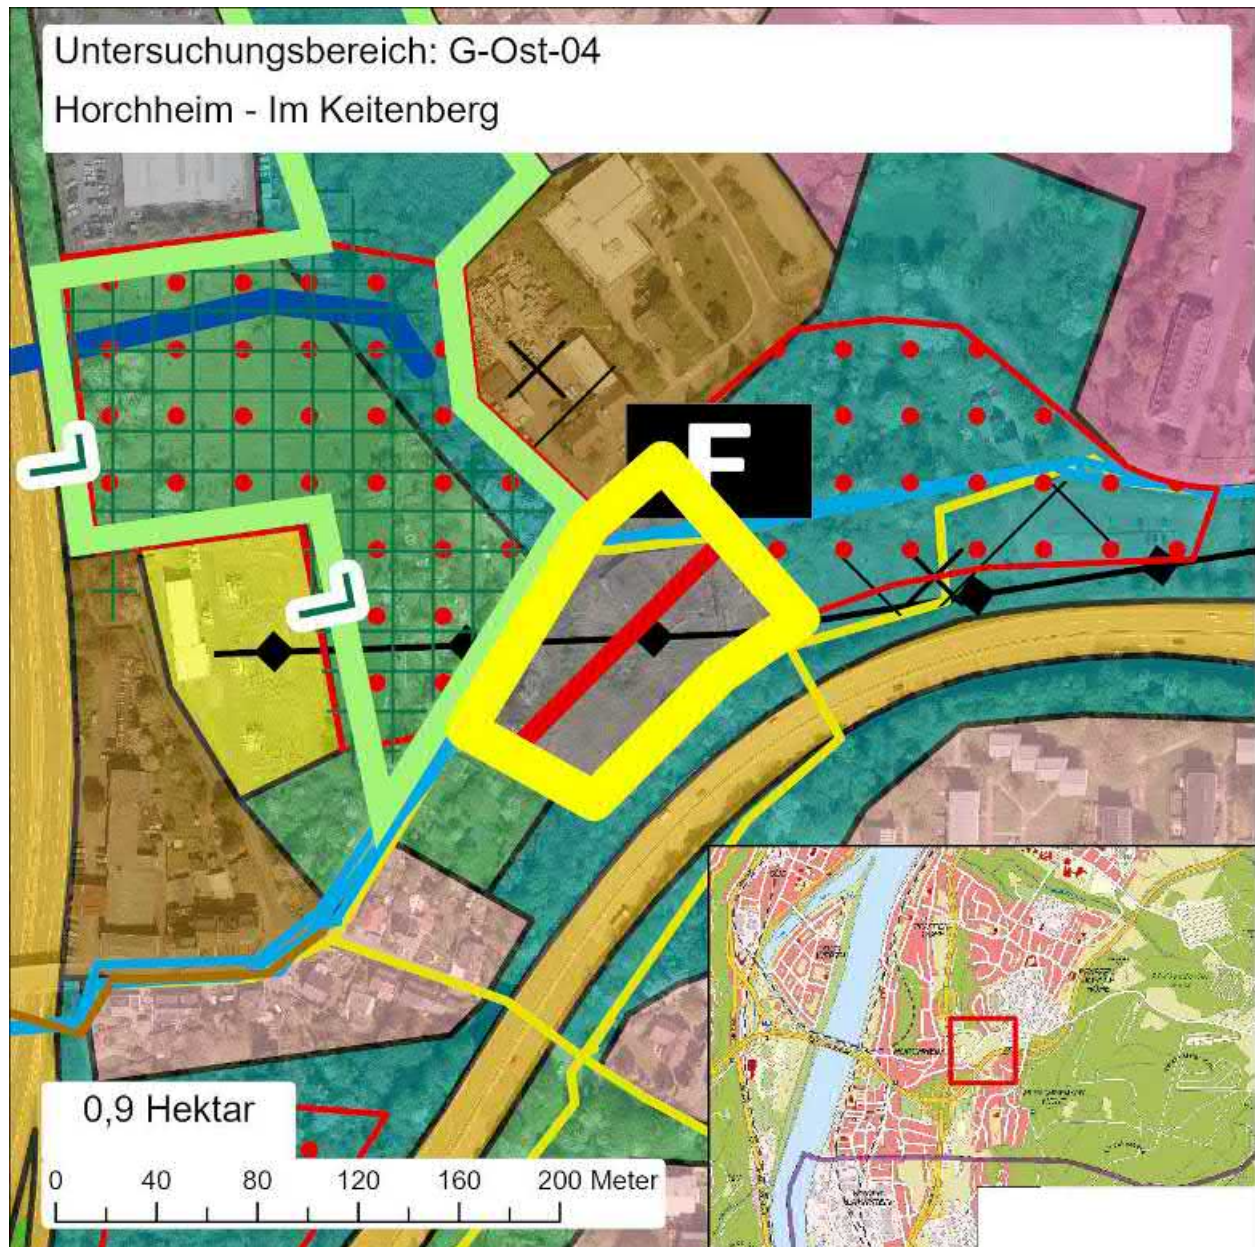 Untersuchungsbereich: G-Ost-04
Horchheim - Im Keitenberg
F
L
L
0,9 Hektar
0 40 80 120 160 200 Meter